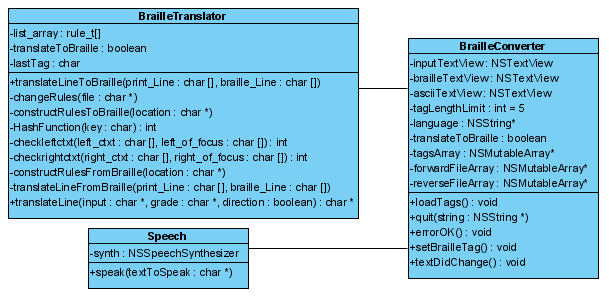 BrailleTranslator
-list_array : rule_t[]
-translateToBraille : boolean
-lastTag : char
+translateLineToBraille(print_Line : char [], braille_Line : char [])
-changeRules(file : char *)
-constructRulesToBraille(location : char *)
-HashFunction(key : char) : int
-checkleftctxt(left_ctxt : char [], left_of_focus : char []) : int
-checkrightctxt(right_ctxt : char [], right_of_focus : char []) : int
-constructRulesFromBraille(location : char *)
-translateLineFromBraille(print_Line : char [], braille_Line : char [])
+translateLine(input : char *, grade : char *, direction : boolean) : char *
Speech
-synth : NSSpeechSynthesizer
+speak(textToSpeak : char *)
BrailleConverter
-inputTextView : NSTextView
-brailleTextView : NSTextView
-asciiTextView : NSTextView
-tagLengthLimit : int = 5
-language : NSString*
-translateToBraille : boolean
-tagsArray : NSMutableArray*
-forwardFileArray : NSMutableArray*
-reverseFileArray : NSMutableArray*
+loadTags() : void
+quit(string : NSString *)
+errorOK() : void
+setBrailleTag() : void
+textDidChange() : void